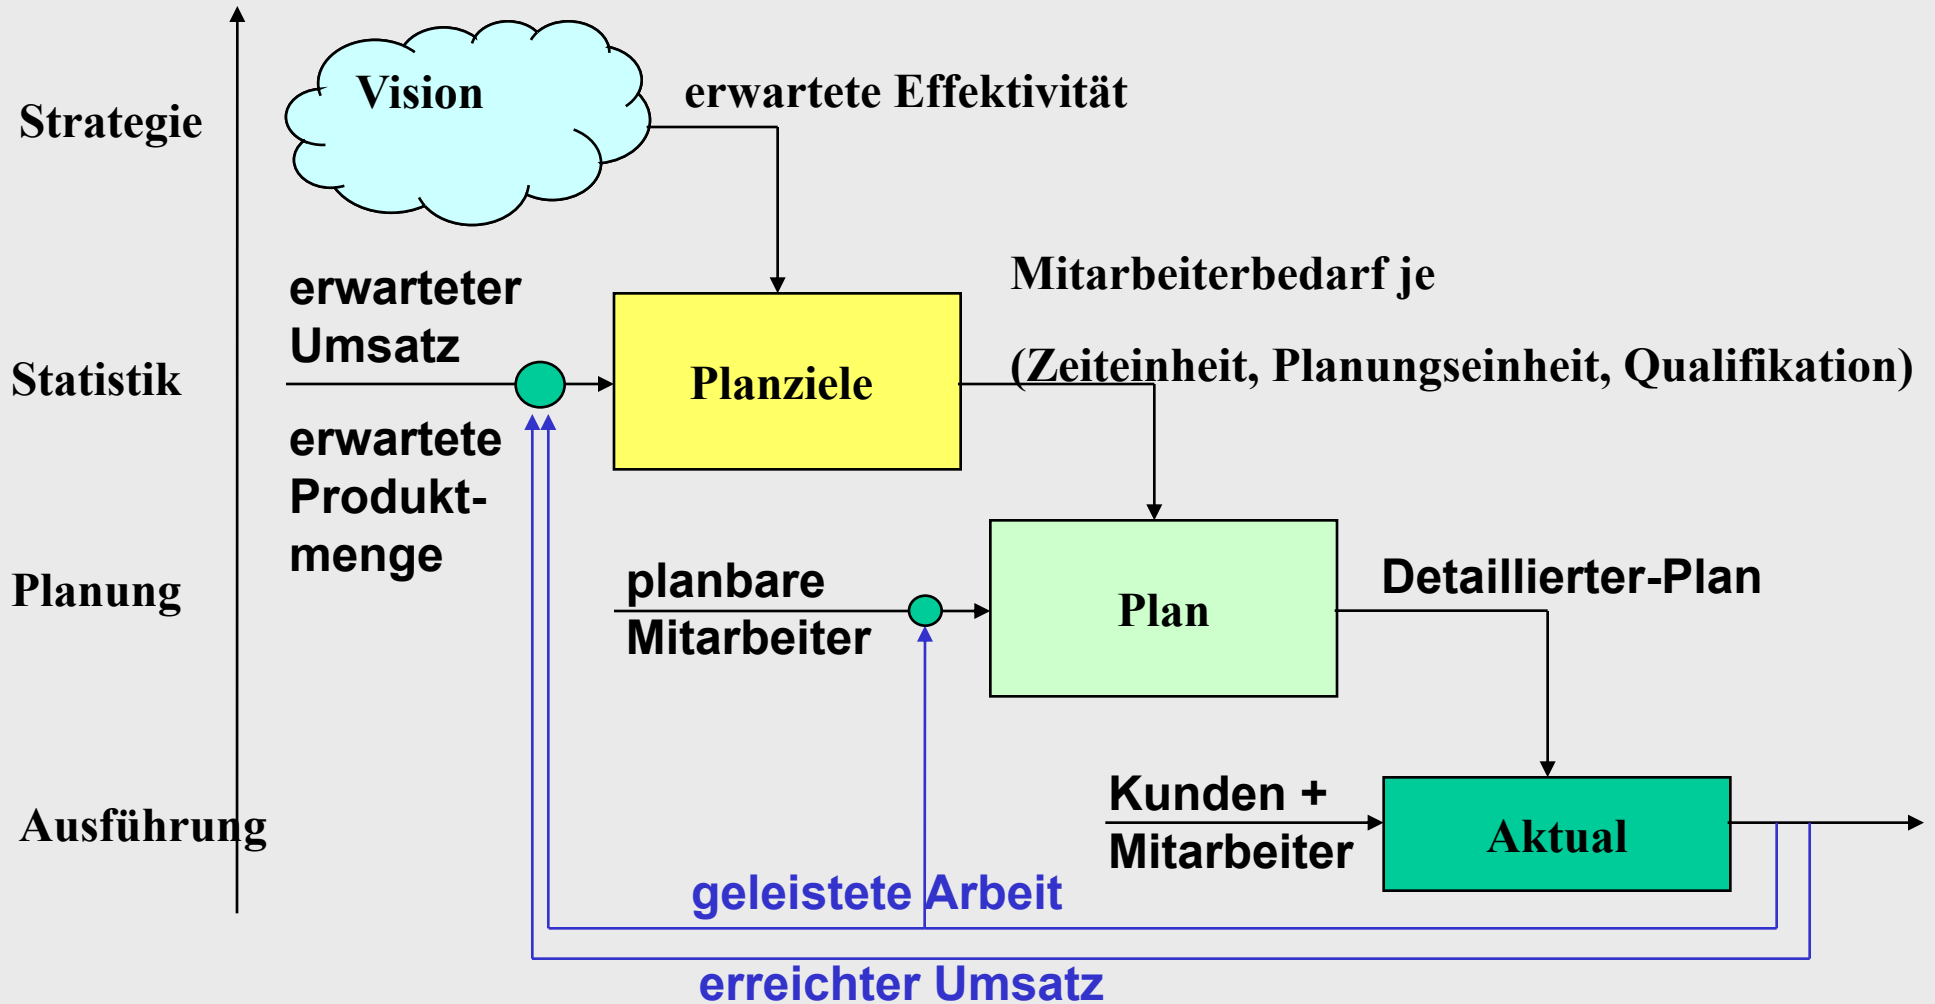 Strategie
Vision
erwartete Effektivität
Statistik
erwarteter
Umsatz
erwartete
Produkt-
menge
Planziele
Mitarbeiterbedarf je
(Zeiteinheit, Planungseinheit, Qualifikation)
Planung
planbare
Mitarbeiter
Plan
Detaillierter-Plan
Ausführung
Kunden +
Mitarbeiter
Aktual
geleistete Arbeit
erreichter Umsatz